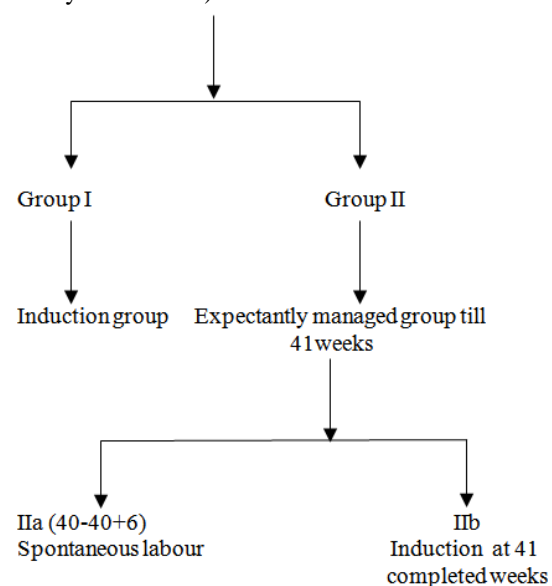 Group I
Group II
Induction group
Expectantly managed group till
41weeks
IIa (40-40+6)
Spontaneous labour
IIb
Induction at 41
completed weeks